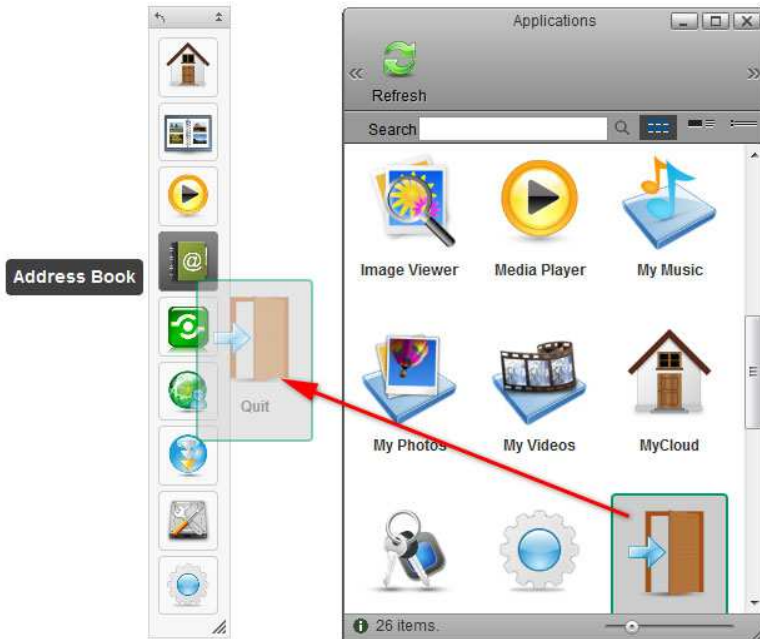 Applications
Refresh
Search
Image Viewer
Media Player
My Music
Address Book
Quit
My Photos
My Videos
MyCloud
26 items.